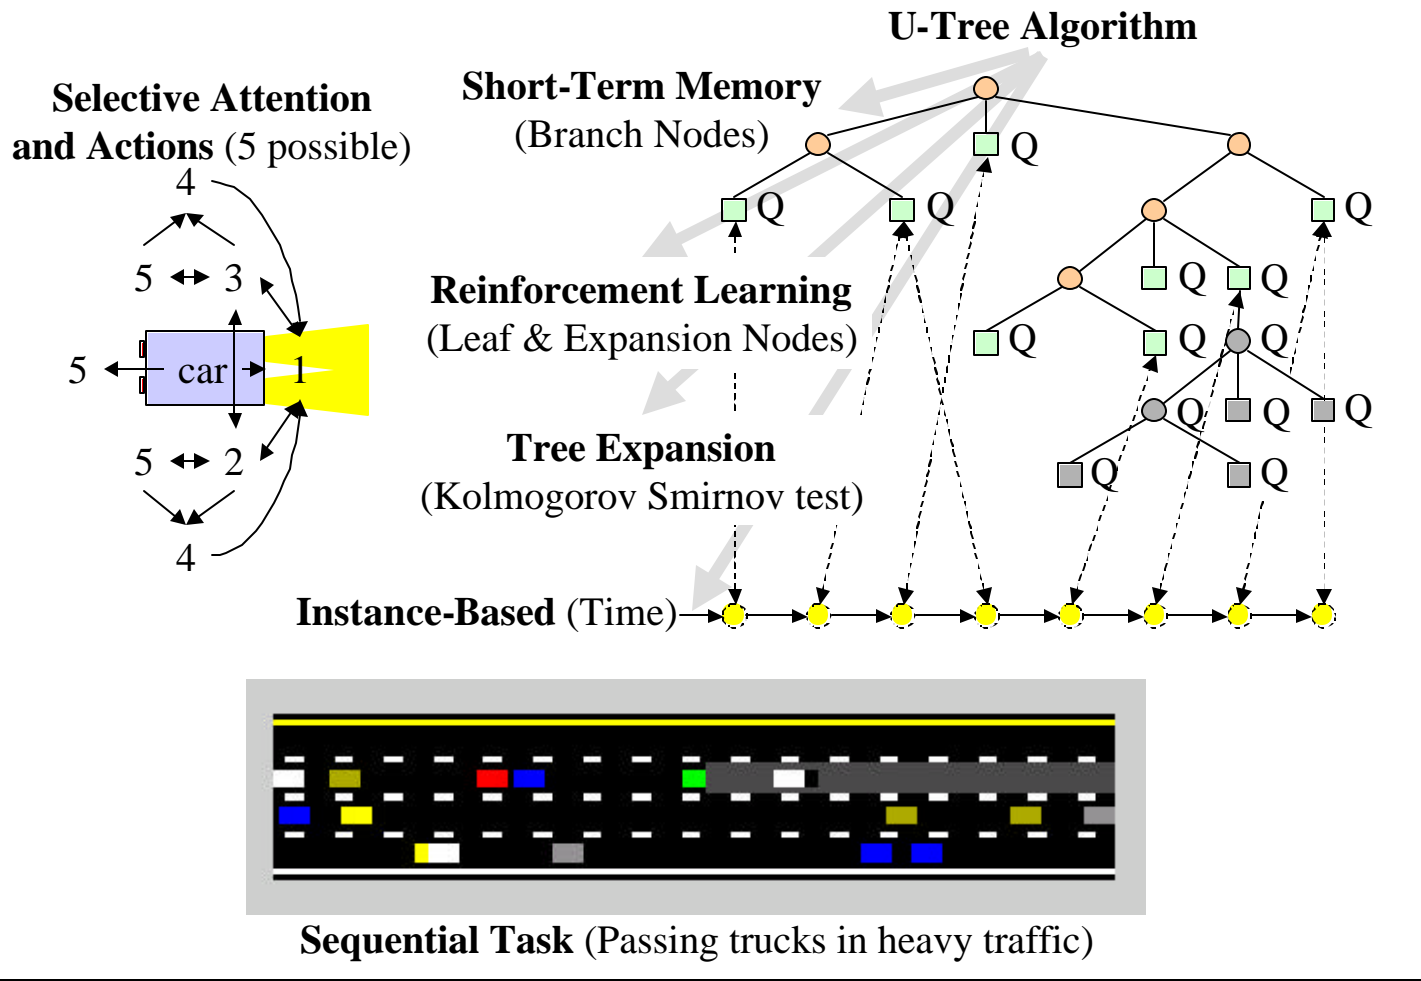 U-Tree Algorithm
Selective Attention
and Actions (5 possible)
4
5
3
5
car
1
5
2
4
Short-Term Memory
(Branch Nodes)
Q
Q
Q
Q
Reinforcement Learning
(Leaf & Expansion Nodes)
Q
Q
Q
Q
Q
Q
Q
Q
Tree Expansion
(Kolmogorov Smirnov test)
Q
Q
Instance-Based (Time)
Sequential Task (Passing trucks in heavy traffic)